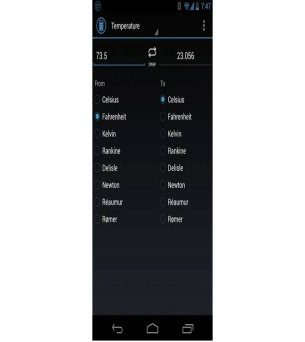 7:47
Temperature
73.5 SWAP 23.056
From To
Celsius Celsius
Fahrenheit Fahrenheit
Kelvin Kelvin
Rankine Rankine
Delisle Delisle
Newton Newton
Réaumur Réaumur
Rømer Rømer